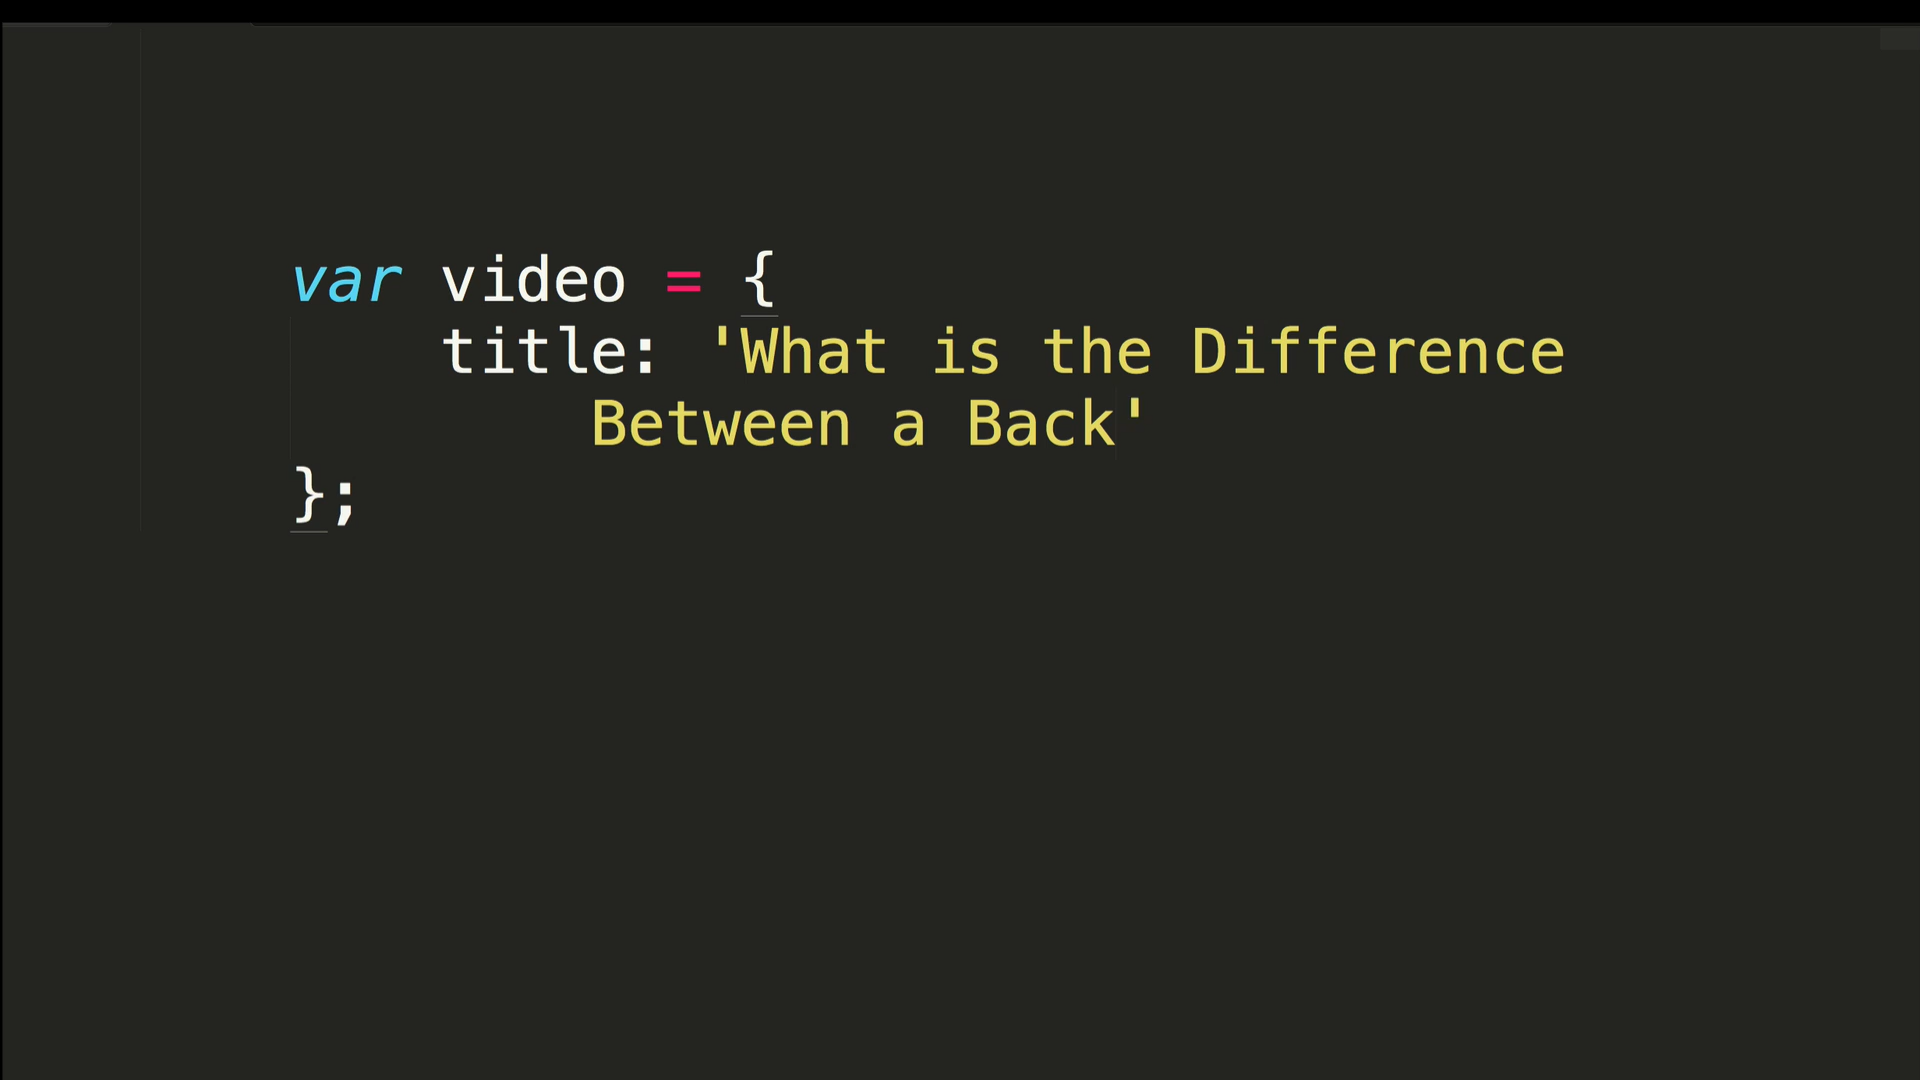 var video = {
title: 'What is the Difference
Between a Back'
};